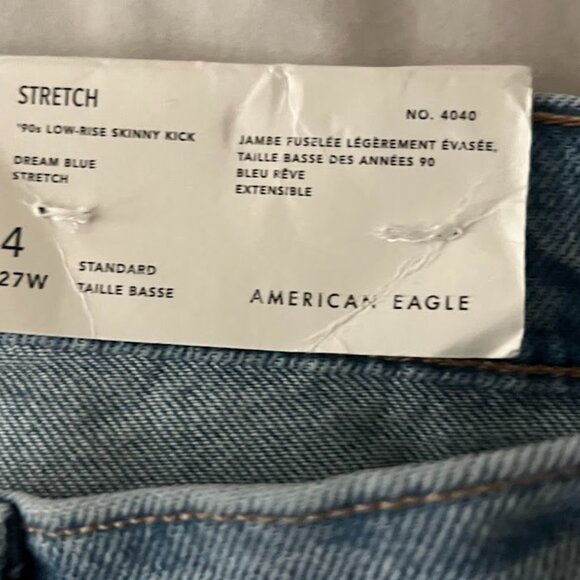 STRETCH
NO. 4040
'90s LOW-RISE SKINNY KICK
JAMBE FUSELÉE LÉGÈREMENT ÉVASÉE,
TAILLE BASSE DES ANNÉES 90
DREAM BLUE
BLEU RÊVE
STRETCH
EXTENSIBLE
4
27W
STANDARD
TAILLE BASSE
AMERICAN EAGLE